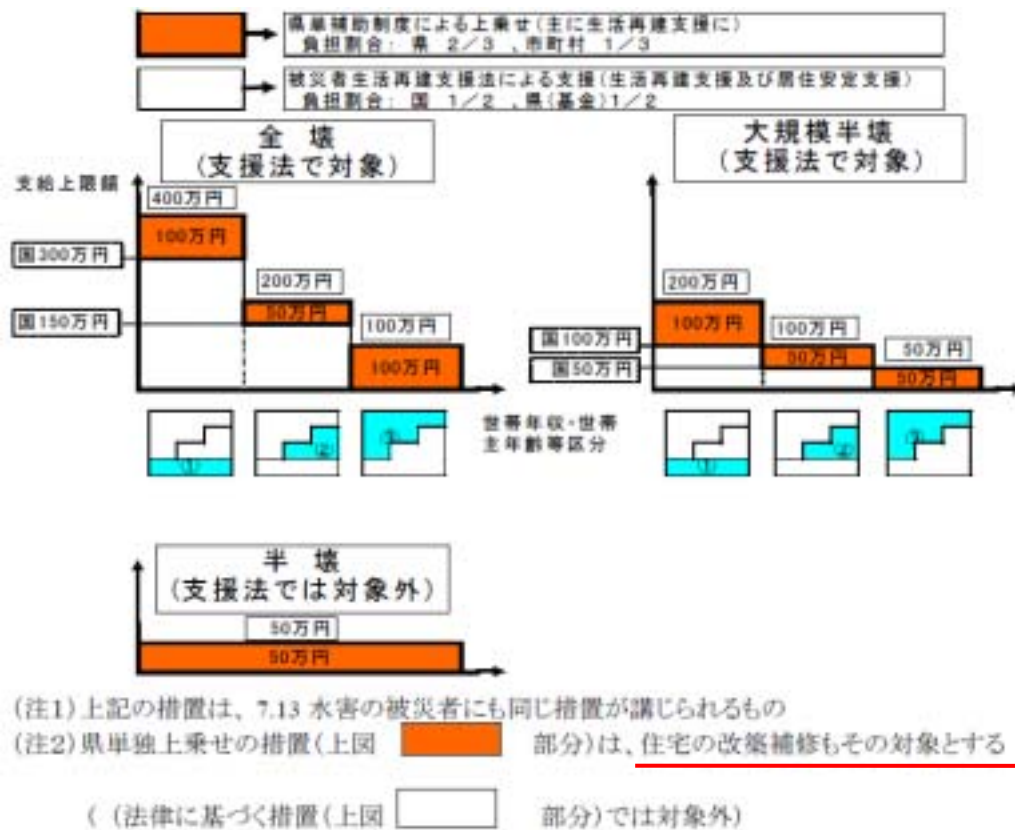 県単補助制度による上乗せ(主に生活再建支援に)
負担割合: 県 2/3 、市町村 1/3
被災者生活再建支援法による支援(生活再建支援及び居住安定支援)
負担割合: 国 1/2 、県(基金)1/2
全 壊
(支援法で対象)
大規模半壊
(支援法で対象)
支給上限額
400万円
100万円
国300万円
200万円
50万円
国150万円
100万円
100万円
200万円
100万円
国100万円
100万円
50万円
国50万円
50万円
50万円
① ② ③
世帯年収・世帯
主年齢等区分
① ② ③
半 壊
(支援法では対象外)
50万円
50万円
(注1)上記の措置は、7.13 水害の被災者にも同じ措置が講じられるもの
(注2)県単独上乗せの措置(上図 部分)は、住宅の改築補修もその対象とする
( (法律に基づく措置(上図 部分)では対象外)